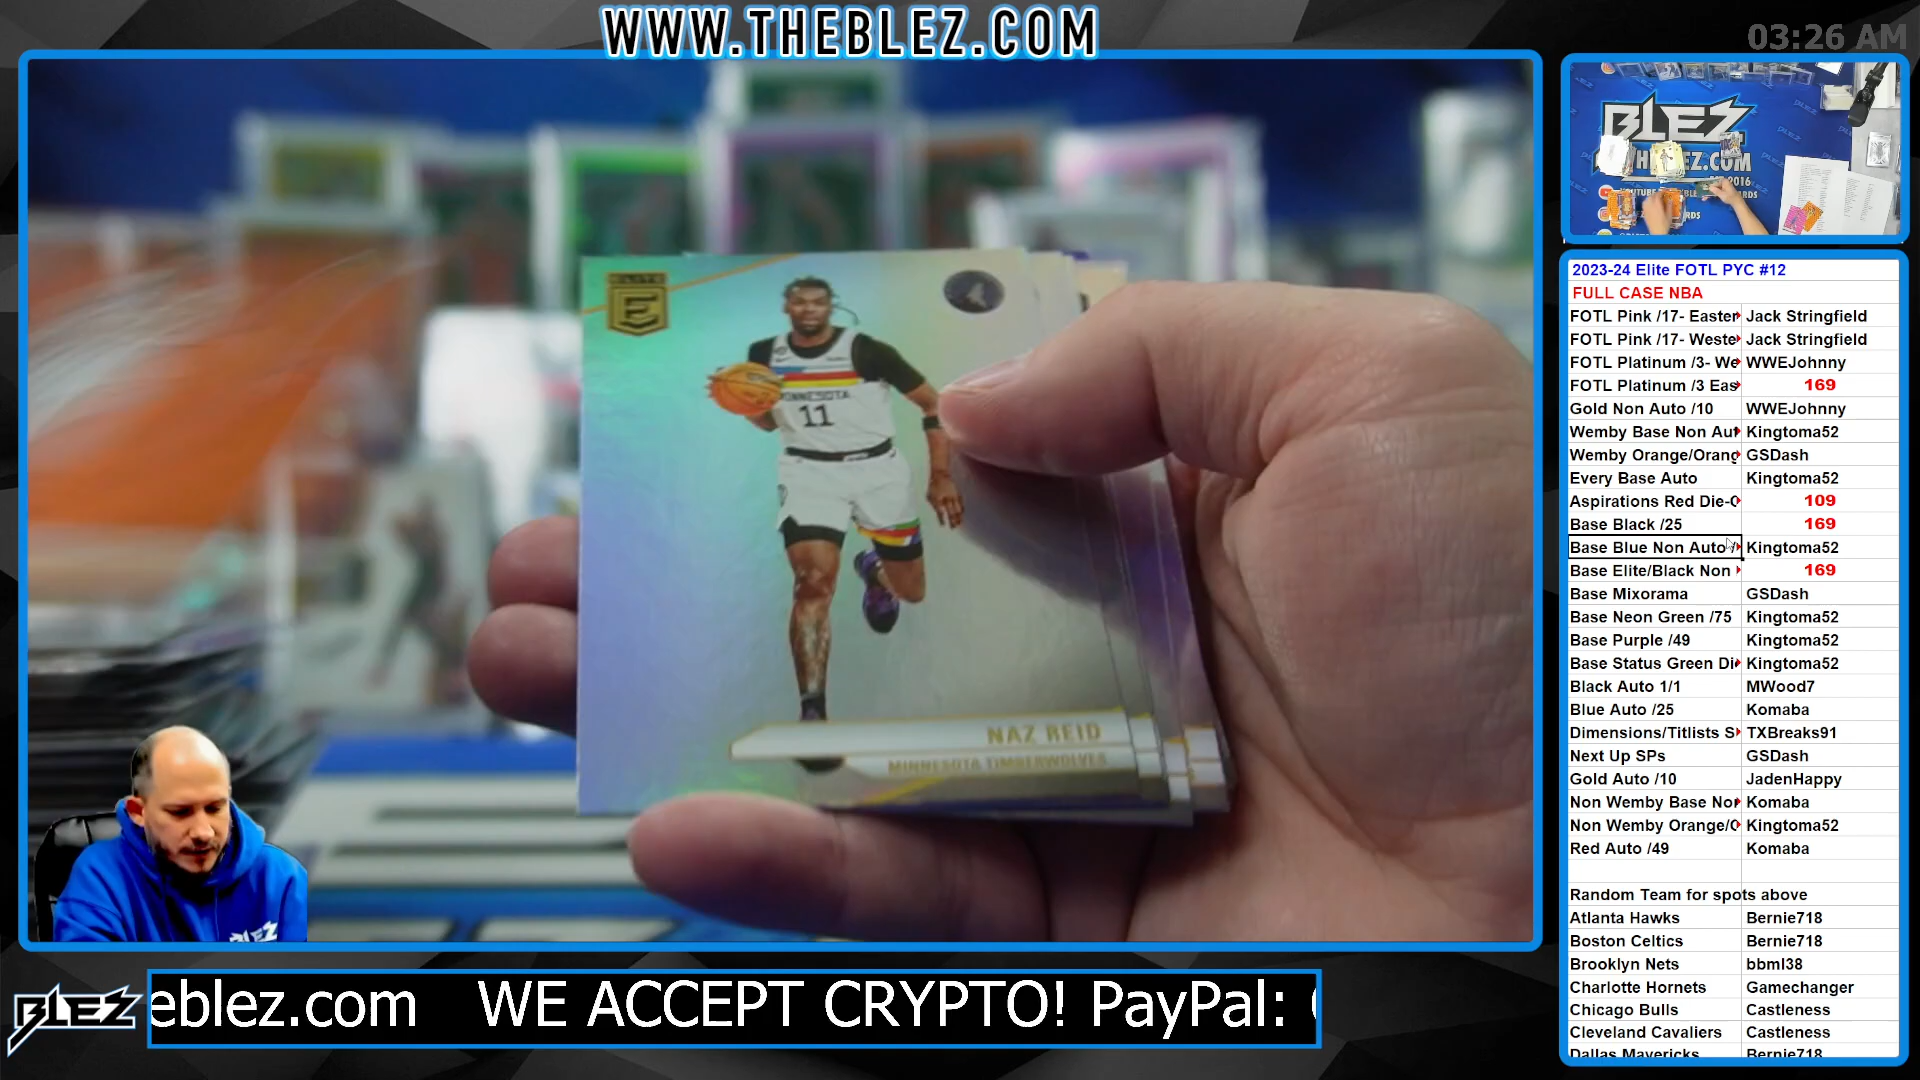 WWW.THEBLEZ.COM
03:26 AM
BLEZ
2016
ELITE
E
MINNESOTA
11
NAZ REID
MINNESOTA TIMBERWOLVES
2023-24 Elite FOTL PYC #12
FULL CASE NBA
FOTL Pink /17- Easter Jack Stringfield
FOTL Pink /17- Weste Jack Stringfield
FOTL Platinum /3- We WWEJohnny
FOTL Platinum /3 Eas 169
Gold Non Auto /10 WWEJohnny
Wemby Base Non Aut Kingtoma52
Wemby Orange/Orang GSDash
Every Base Auto Kingtoma52
Aspirations Red Die-C 109
Base Black /25 169
Base Blue Non Auto Kingtoma52
Base Elite/Black Non 169
Base Mixorama GSDash
Base Neon Green /75 Kingtoma52
Base Purple /49 Kingtoma52
Base Status Green Di Kingtoma52
Black Auto 1/1 MWood7
Blue Auto /25 Komaba
Dimensions/Titlists S TXBreaks91
Next Up SPs GSDash
Gold Auto /10 JadenHappy
Non Wemby Base Non Komaba
Non Wemby Orange/O Kingtoma52
Red Auto /49 Komaba
Random Team for spots above
Atlanta Hawks Bernie718
Boston Celtics Bernie718
Brooklyn Nets bbml38
Charlotte Hornets Gamechanger
Chicago Bulls Castleness
Cleveland Cavaliers Castleness
Dallas Mavericks Bernie718
BLEZ
BLEZ
eblez.com WE ACCEPT CRYPTO! PayPal: